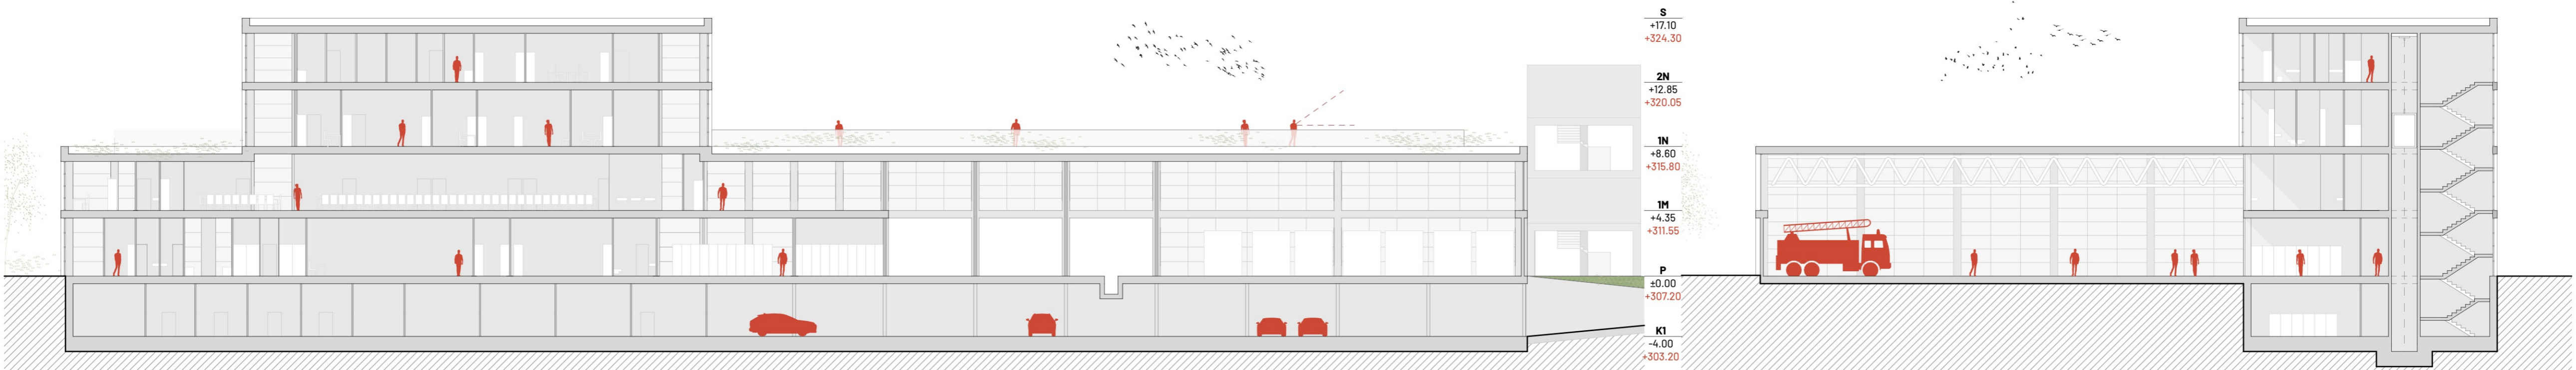 S
+17.10
+324.30
2N
+12.85
+320.05
1N
+8.60
+315.80
1M
+4.35
+311.55
P
±0.00
+307.20
K1
-4.00
+303.20